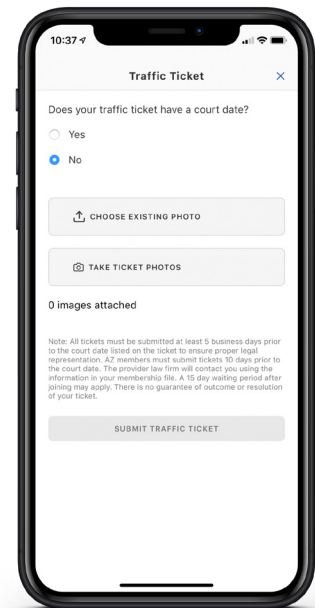 10:37
Traffic Ticket
Does your traffic ticket have a court date?
Yes
No
CHOOSE EXISTING PHOTO
TAKE TICKET PHOTOS
0 images attached
Note: All tickets must be submitted at least 5 business days prior
to the court date listed on the ticket to ensure proper legal
representation. AZ members must submit tickets 10 days prior to
the court date. The provider law firm will contact you using the
information in your membership file. A 15 day waiting period after
joining may apply. There is no guarantee of outcome or resolution
of your ticket.
SUBMIT TRAFFIC TICKET